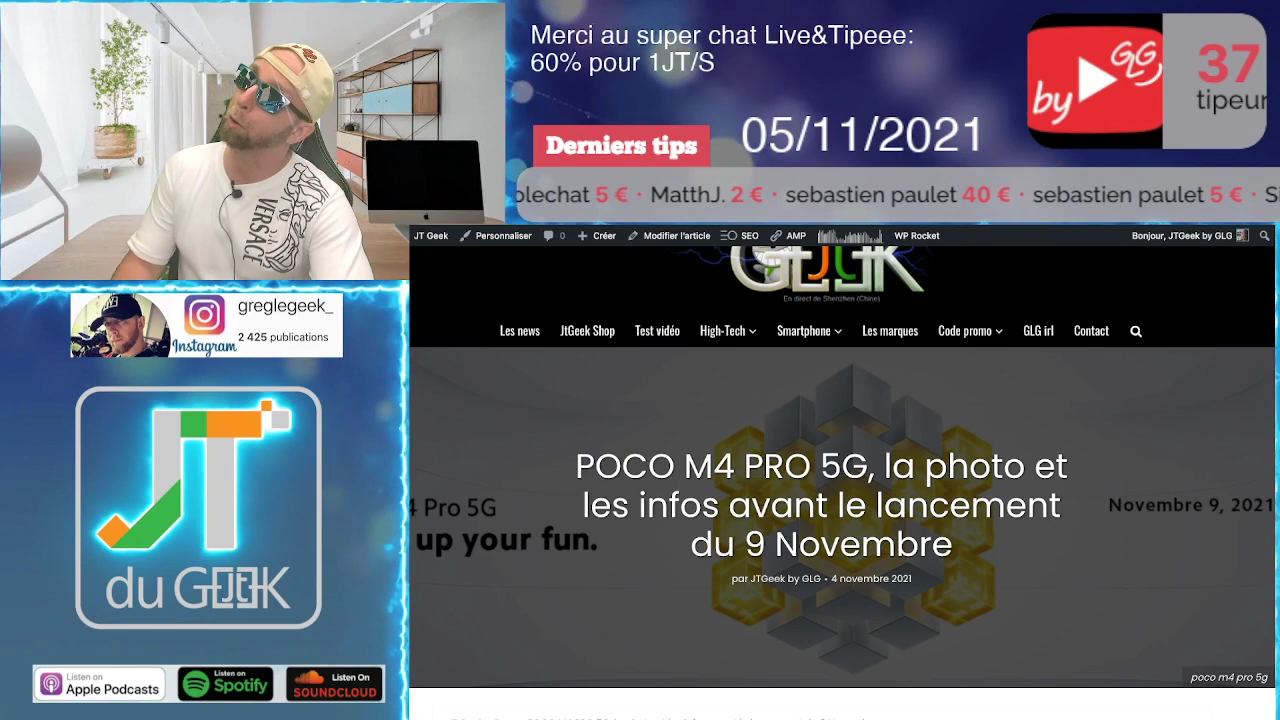 Merci au super chat Live&Tipeee:
60% pour 1JT/S
by GLG
37
tipeur
Derniers tips
05/11/2021
olechat 5 € · MatthJ. 2 € · sebastien paulet 40 € · sebastien paulet 5 € · S
VERSACE
JT Geek Personnaliser 0 Créer Modifier l'article SEO AMP WP Rocket Bonjour, JTGeek by GLG
GEEK
En direct de Shenzhen (Chine)
Les news JtGeek Shop Test vidéo High-Tech Smartphone Les marques Code promo GLG irl Contact
greglegeek_
Instagram
2 425 publications
JT
du GEEK
Listen on
Apple Podcasts
Listen on
Spotify
Listen On
SOUNDCLOUD
POCO M4 PRO 5G, la photo et
les infos avant le lancement
du 9 Novembre
par JTGeek by GLG • 4 novembre 2021
4 Pro 5G
up your fun.
Novembre 9, 2021
poco m4 pro 5g